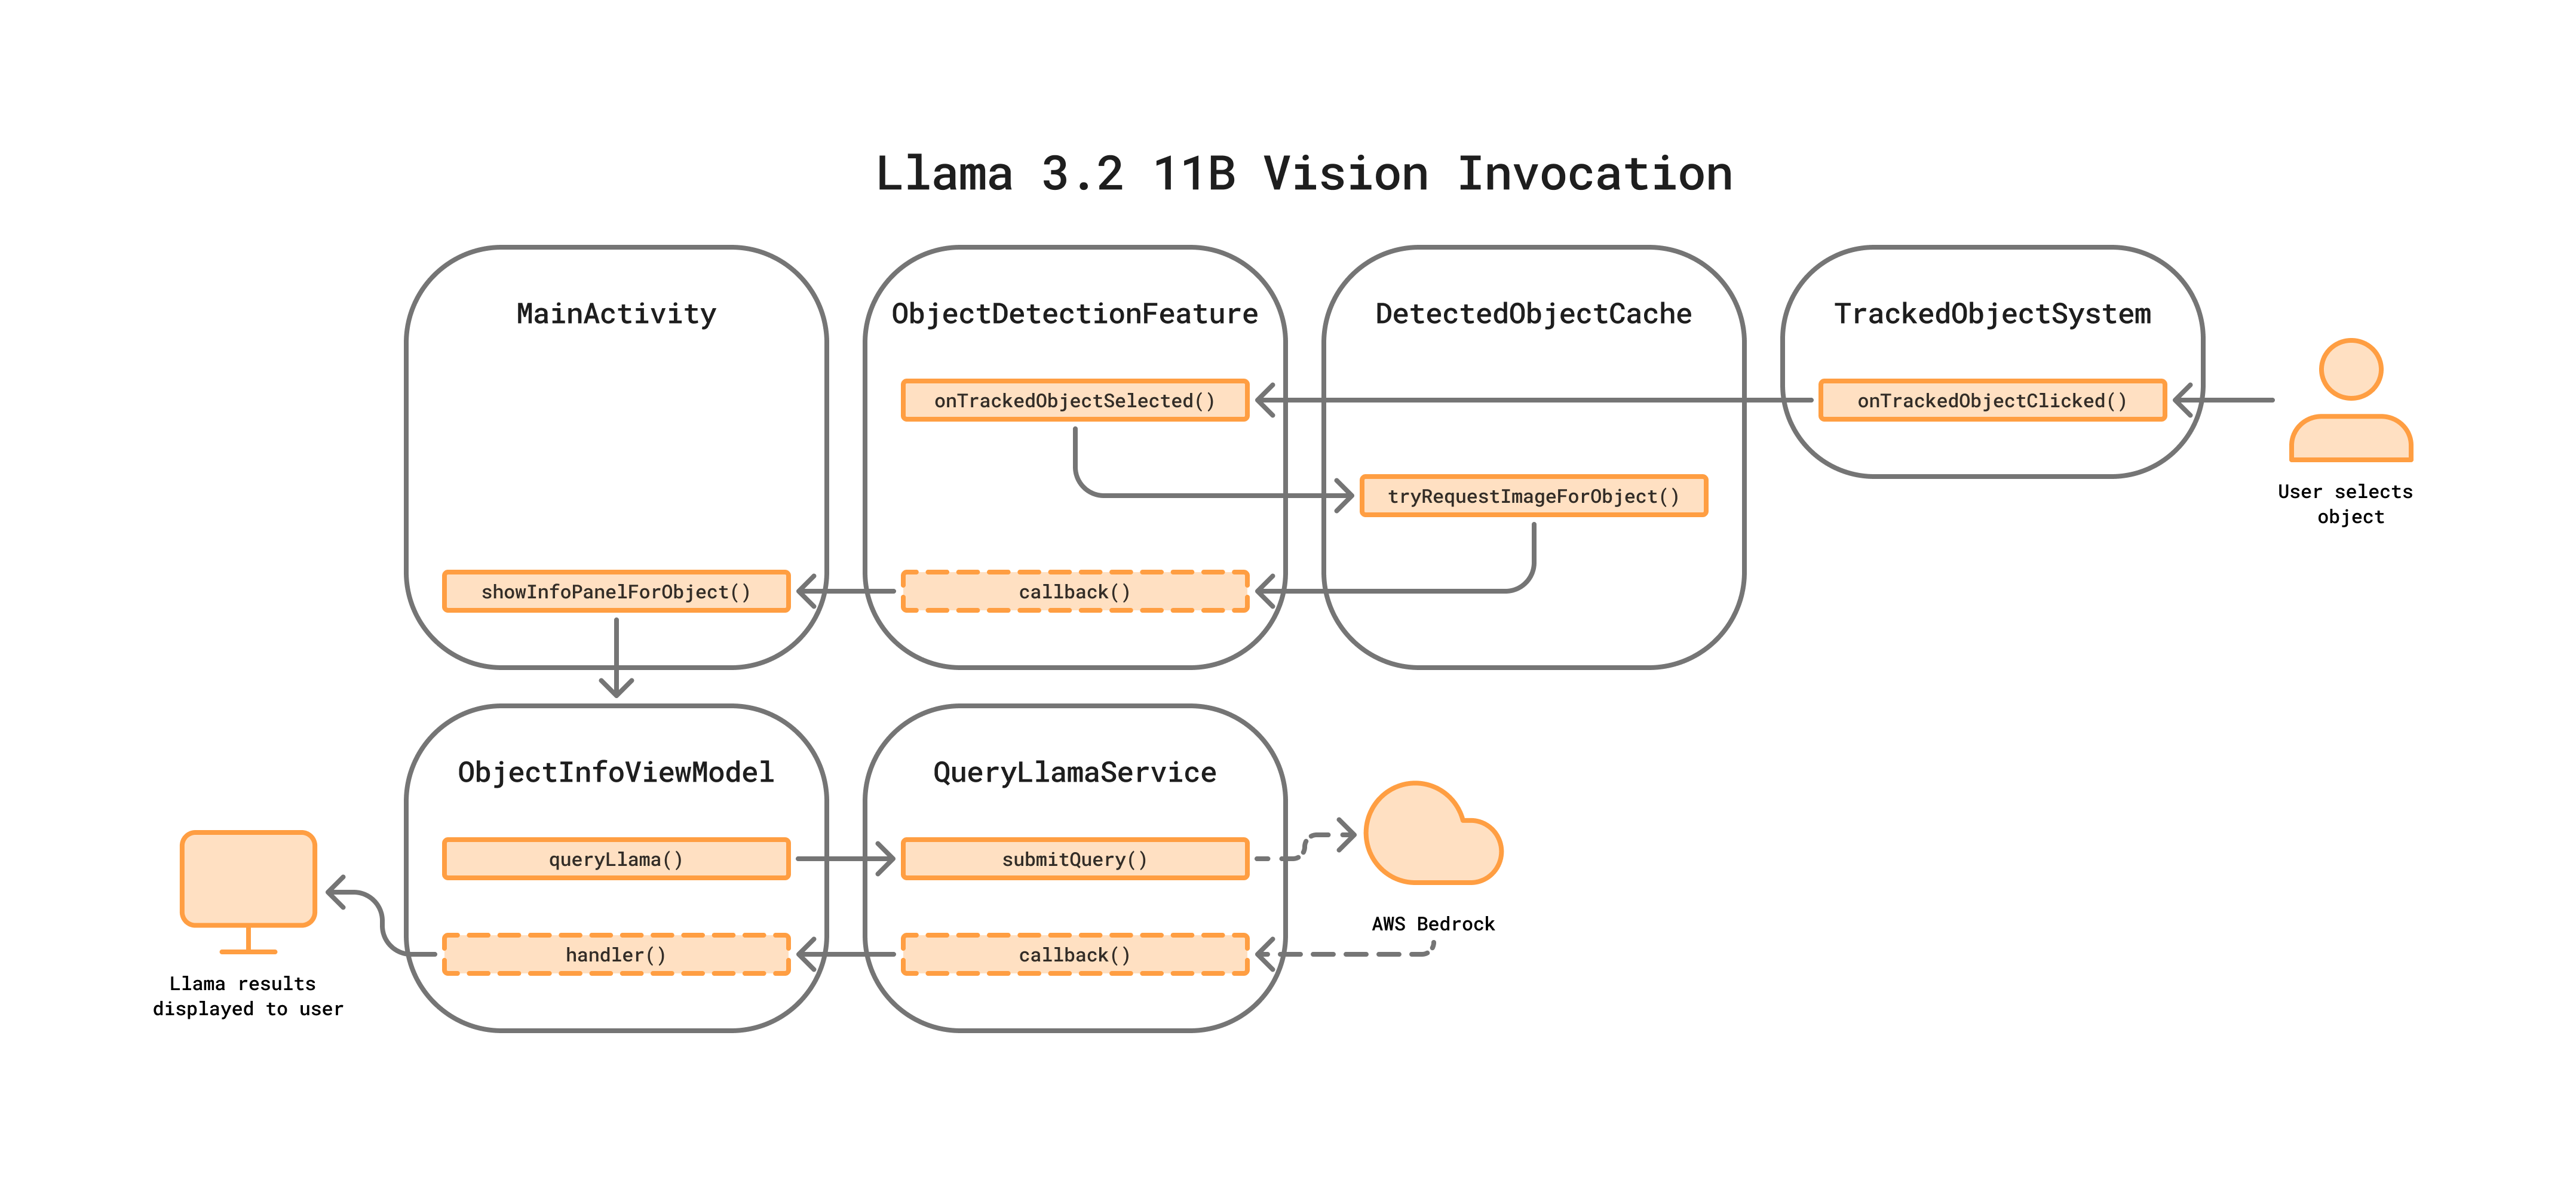 Llama 3.2 11B Vision Invocation
MainActivity
ObjectDetectionFeature
DetectedObjectCache
TrackedObjectSystem
onTrackedObjectSelected()
onTrackedObjectClicked()
tryRequestImageForObject()
User selects
object
showInfoPanelForObject()
callback()
ObjectInfoViewModel
QueryLlamaService
queryLlama()
submitQuery()
AWS Bedrock
handler()
callback()
Llama results
displayed to user